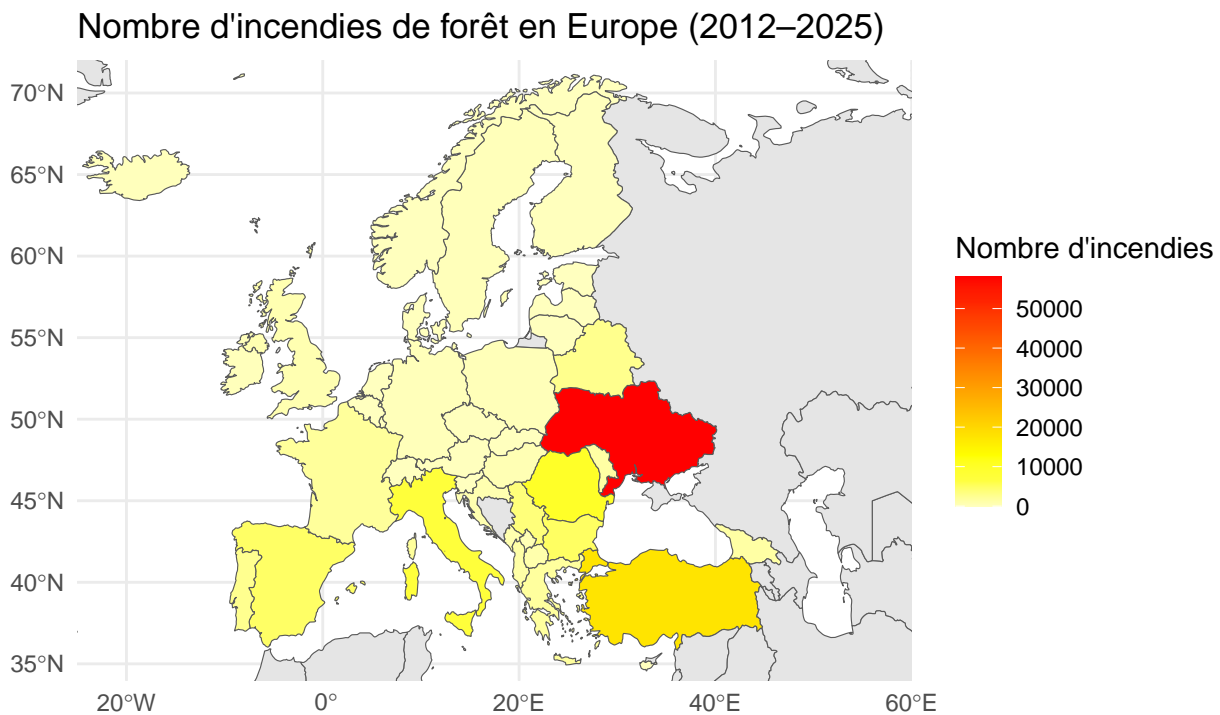 Nombre d'incendies de forêt en Europe (2012–2025)
70°N
65°N
60°N
55°N
50°N
45°N
40°N
35°N
20°W
0°
20°E
40°E
60°E
Nombre d'incendies
50000
40000
30000
20000
10000
0